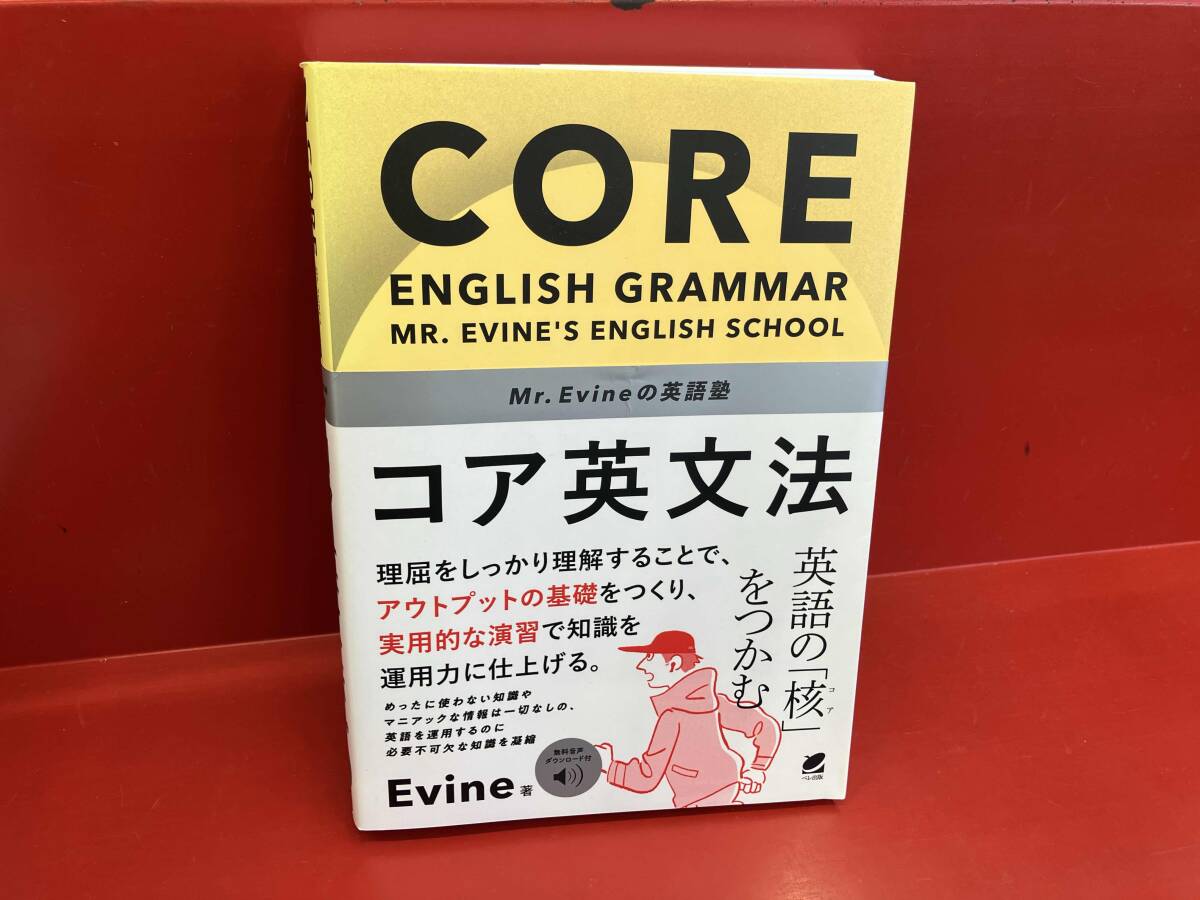 CORE
ENGLISH GRAMMAR
MR. EVINE'S ENGLISH SCHOOL
Mr. Evineの英語塾
コア英文法
英語の「核」
コア
をつかむ
理屈をしっかり理解することで、
アウトプットの基礎をつくり、
実用的な演習で知識を
運用力に仕上げる。
めったに使わない知識や
マニアックな情報は一切なしの、
英語を運用するのに
必要不可欠な知識を凝縮
無料音声
ダウンロード付
Evine 著
ベレ出版